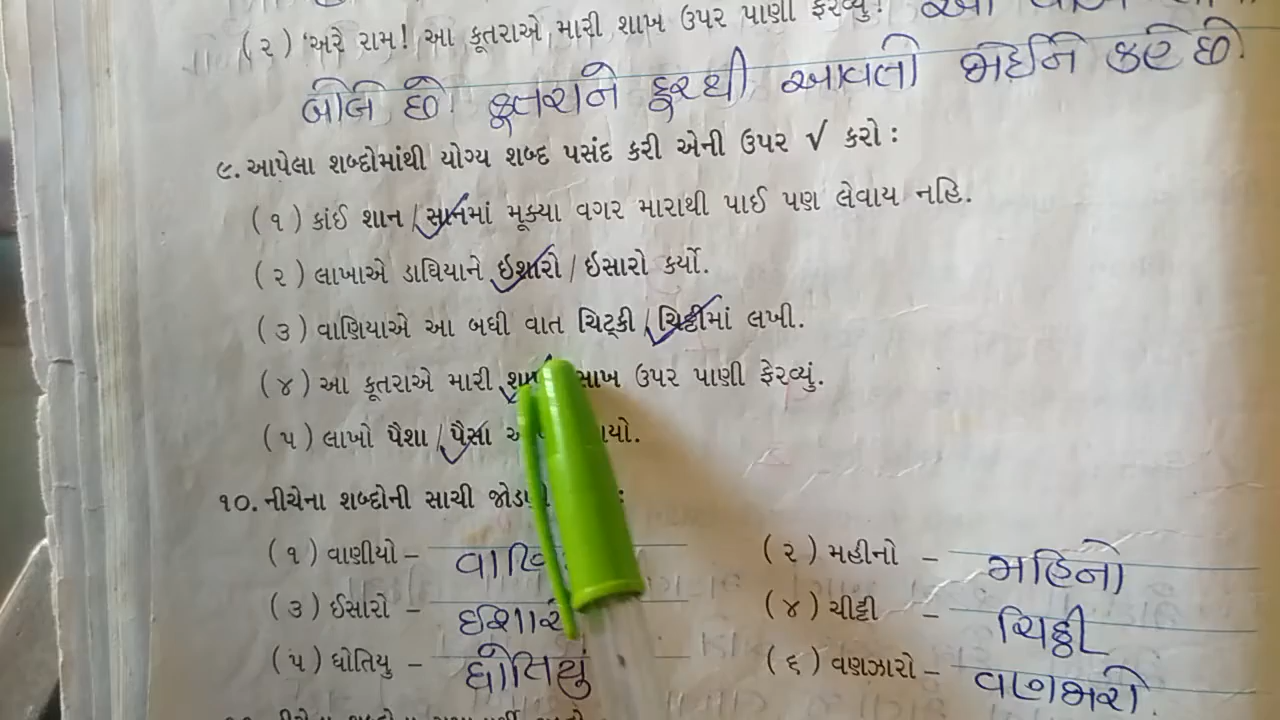 (૨) 'અરે રામ! આ કૂતરાએ મારી શાખ ઉપર પાણી ફેરવ્યું!
બોલે છે. કૂતરાને દૂરથી આવતો જોઈને કહે છે.
૯. આપેલા શબ્દોમાંથી યોગ્ય શબ્દ પસંદ કરી એની ઉપર √ કરો :
(૧) કાંઈ શાન / સાનમાં મૂક્યા વગર મારાથી પાઈ પણ લેવાય નહિ.
(૨) લાખાએ ડાઘિયાને ઈશારો / ઈસારો કર્યો.
(૩) વાણિયાએ આ બધી વાત ચિટ્કી / ચિઠ્ઠીમાં લખી.
(૪) આ કૂતરાએ મારી સાખ ઉપર પાણી ફેરવ્યું.
(૫) લાખો પૈશા / પૈસા
૧૦. નીચેના શબ્દોની સાચી :
(૧) વાણીયો – (૨) મહીનો – મહિનો
(૩) ઈસારો – (૪) ચીઠ્ઠી – ચિઠ્ઠી
(૫) ધોતિયુ – ધોતિયું (૬) વણઝારો – વણજારો.